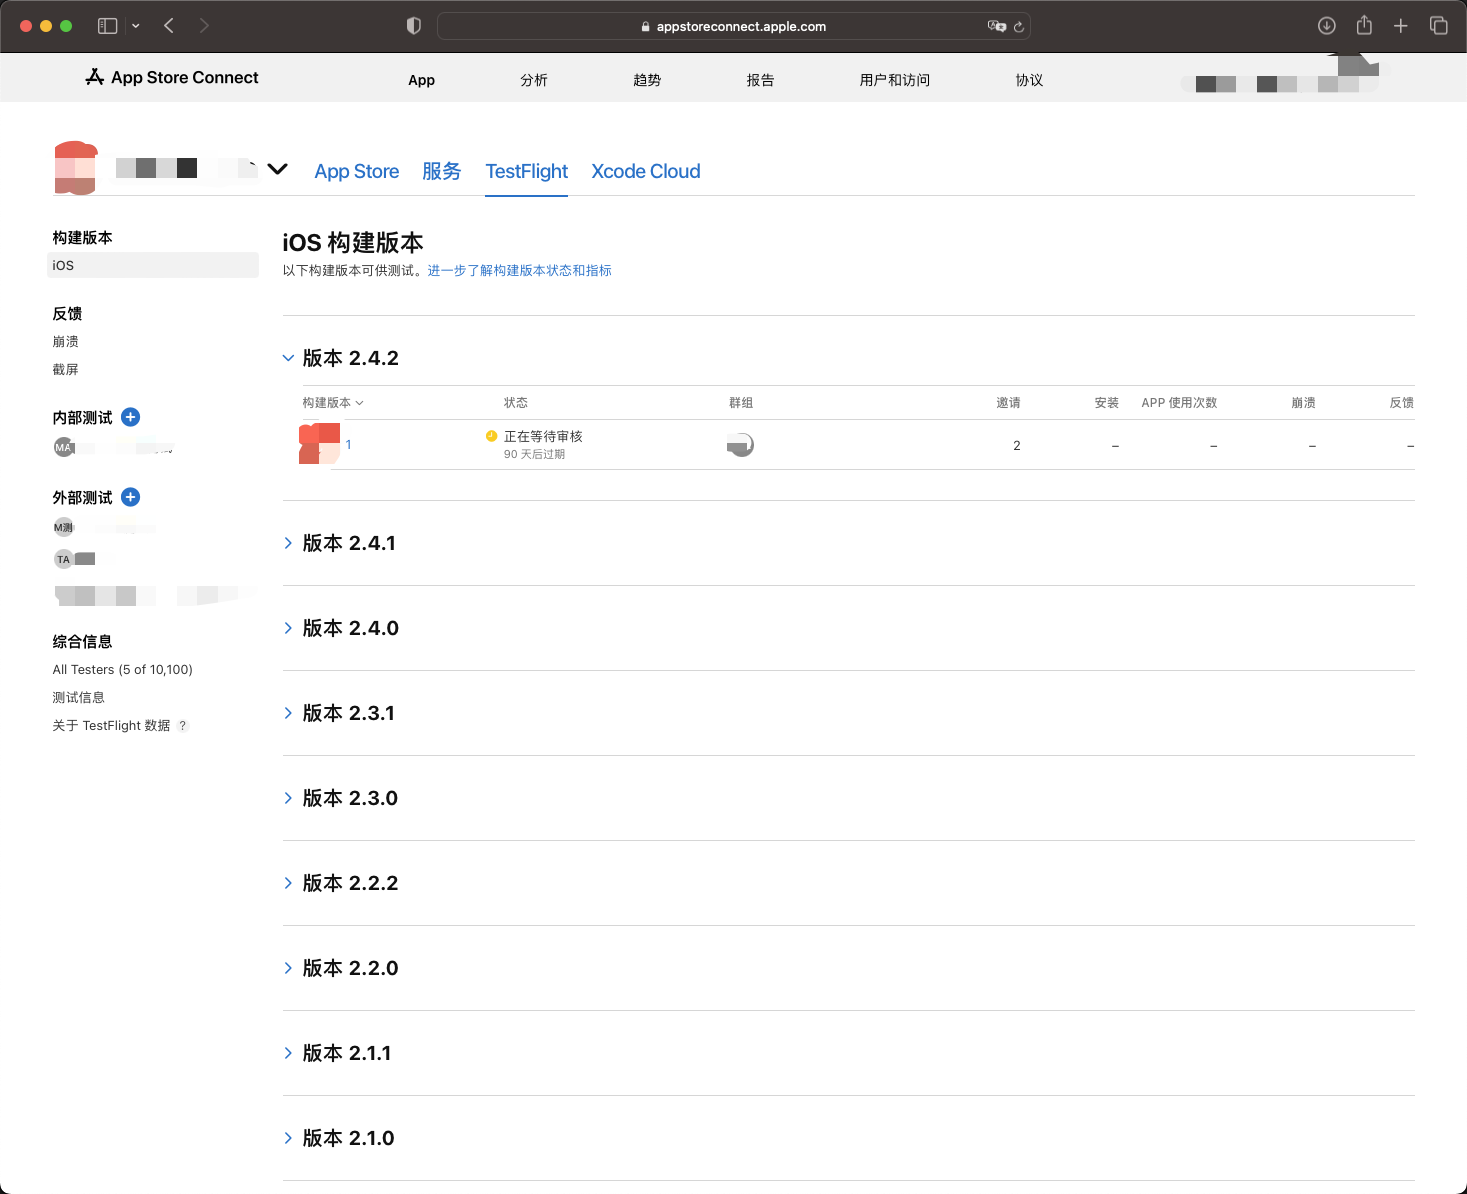 appstoreconnect.apple.com
App Store Connect
App
分析
趋势
报告
用户和访问
协议
App Store
服务
TestFlight
Xcode Cloud
构建版本
iOS
反馈
崩溃
截屏
内部测试
MA
外部测试
M测
TA
综合信息
All Testers (5 of 10,100)
测试信息
关于 TestFlight 数据 ?
iOS 构建版本
以下构建版本可供测试。进一步了解构建版本状态和指标
版本 2.4.2
构建版本 状态 群组 邀请 安装 APP 使用次数 崩溃 反馈
1 正在等待审核 2 – – – –
90 天后过期
版本 2.4.1
版本 2.4.0
版本 2.3.1
版本 2.3.0
版本 2.2.2
版本 2.2.0
版本 2.1.1
版本 2.1.0